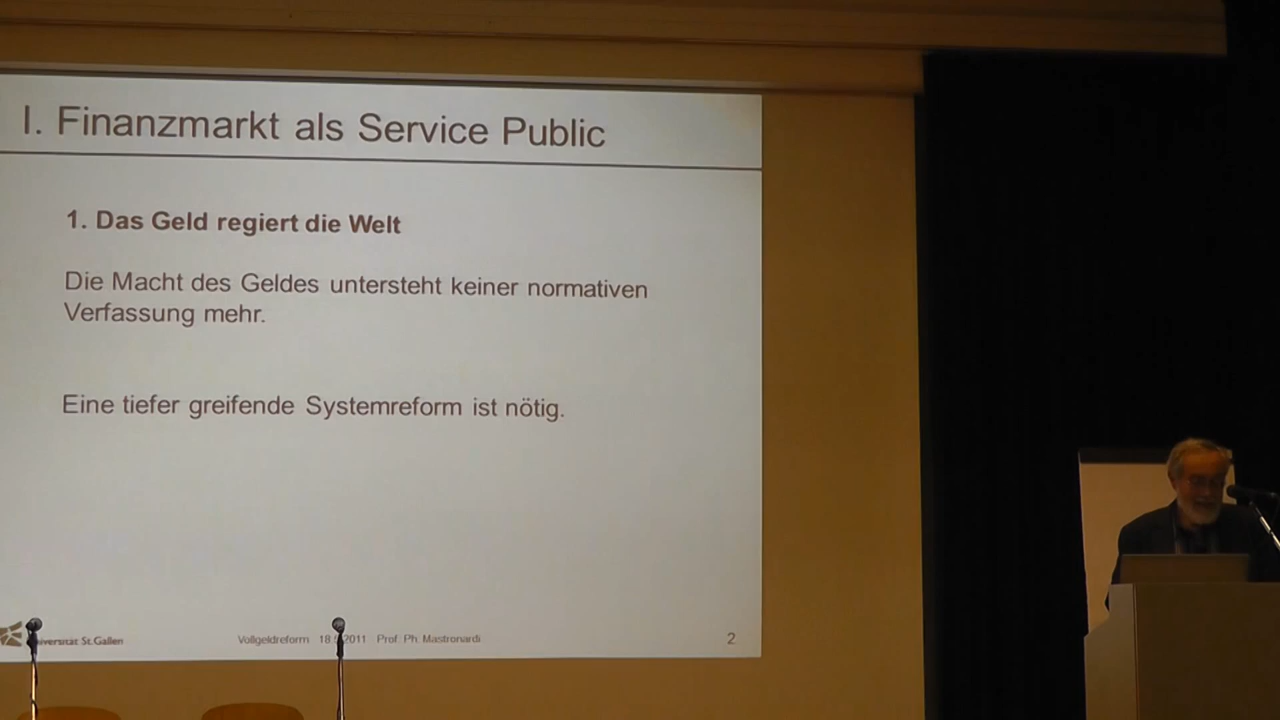 I. Finanzmarkt als Service Public
1. Das Geld regiert die Welt
Die Macht des Geldes untersteht keiner normativen
Verfassung mehr.
Eine tiefer greifende Systemreform ist nötig.
St.Gallen
Vollgeldreform 2011 Prof. Ph. Mastronardi
2